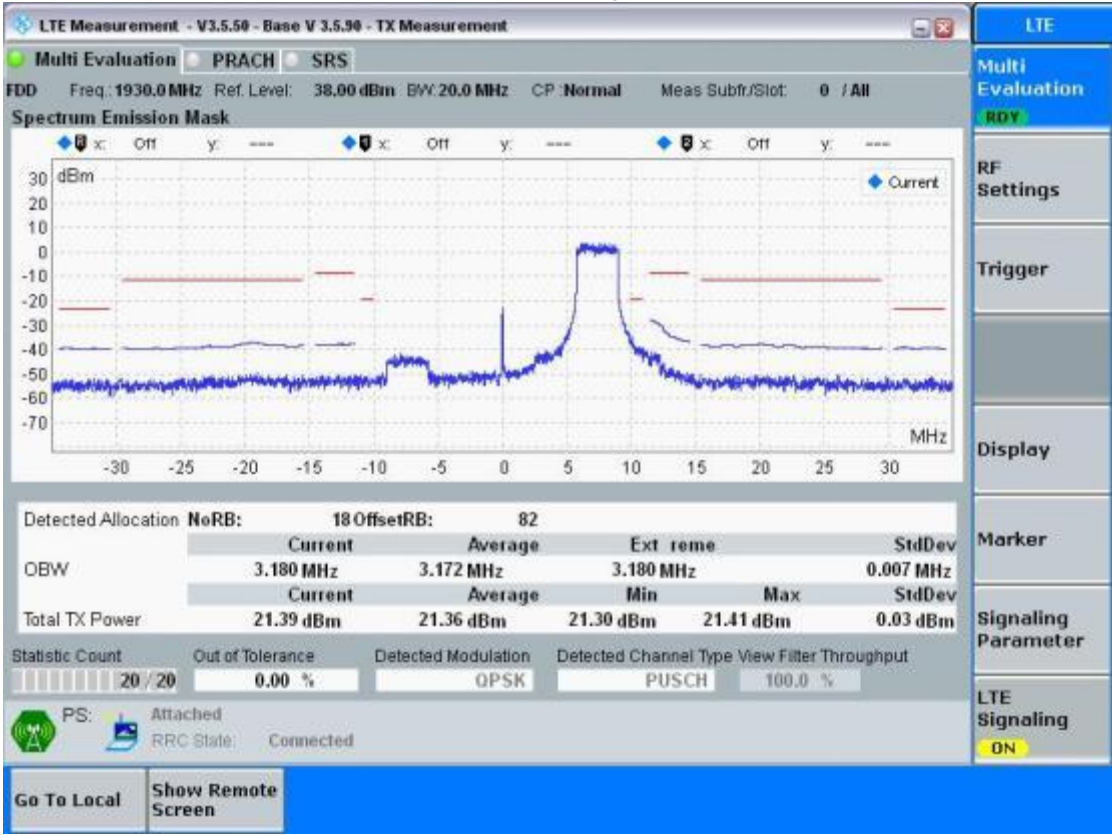 LTE Measurement - V3.5.50 - Base V 3.5.90 - TX Measurement
LTE
Multi Evaluation PRACH SRS
Multi Evaluation
RDY
FDD Freq.: 1930.0 MHz Ref. Level: 38.00 dBm BW: 20.0 MHz CP :Normal Meas Subfr./Slot: 0 / All
Spectrum Emission Mask
x: Off y: --- 1 x: Off y: --- 2 x: Off y: ---
dBm
Current
30
20
10
0
-10
-20
-30
-40
-50
-60
-70
MHz
-30 -25 -20 -15 -10 -5 0 5 10 15 20 25 30
RF
Settings
Trigger
Display
Marker
Signaling
Parameter
LTE
Signaling
ON
Detected Allocation NoRB: 18 OffsetRB: 82
Current Average Ext reme StdDev
OBW 3.180 MHz 3.172 MHz 3.180 MHz 0.007 MHz
Current Average Min Max StdDev
Total TX Power 21.39 dBm 21.36 dBm 21.30 dBm 21.41 dBm 0.03 dBm
Statistic Count Out of Tolerance Detected Modulation Detected Channel Type View Filter Throughput
20 / 20 0.00 % QPSK PUSCH 100.0 %
PS: Attached
RRC State: Connected
Go To Local
Show Remote
Screen